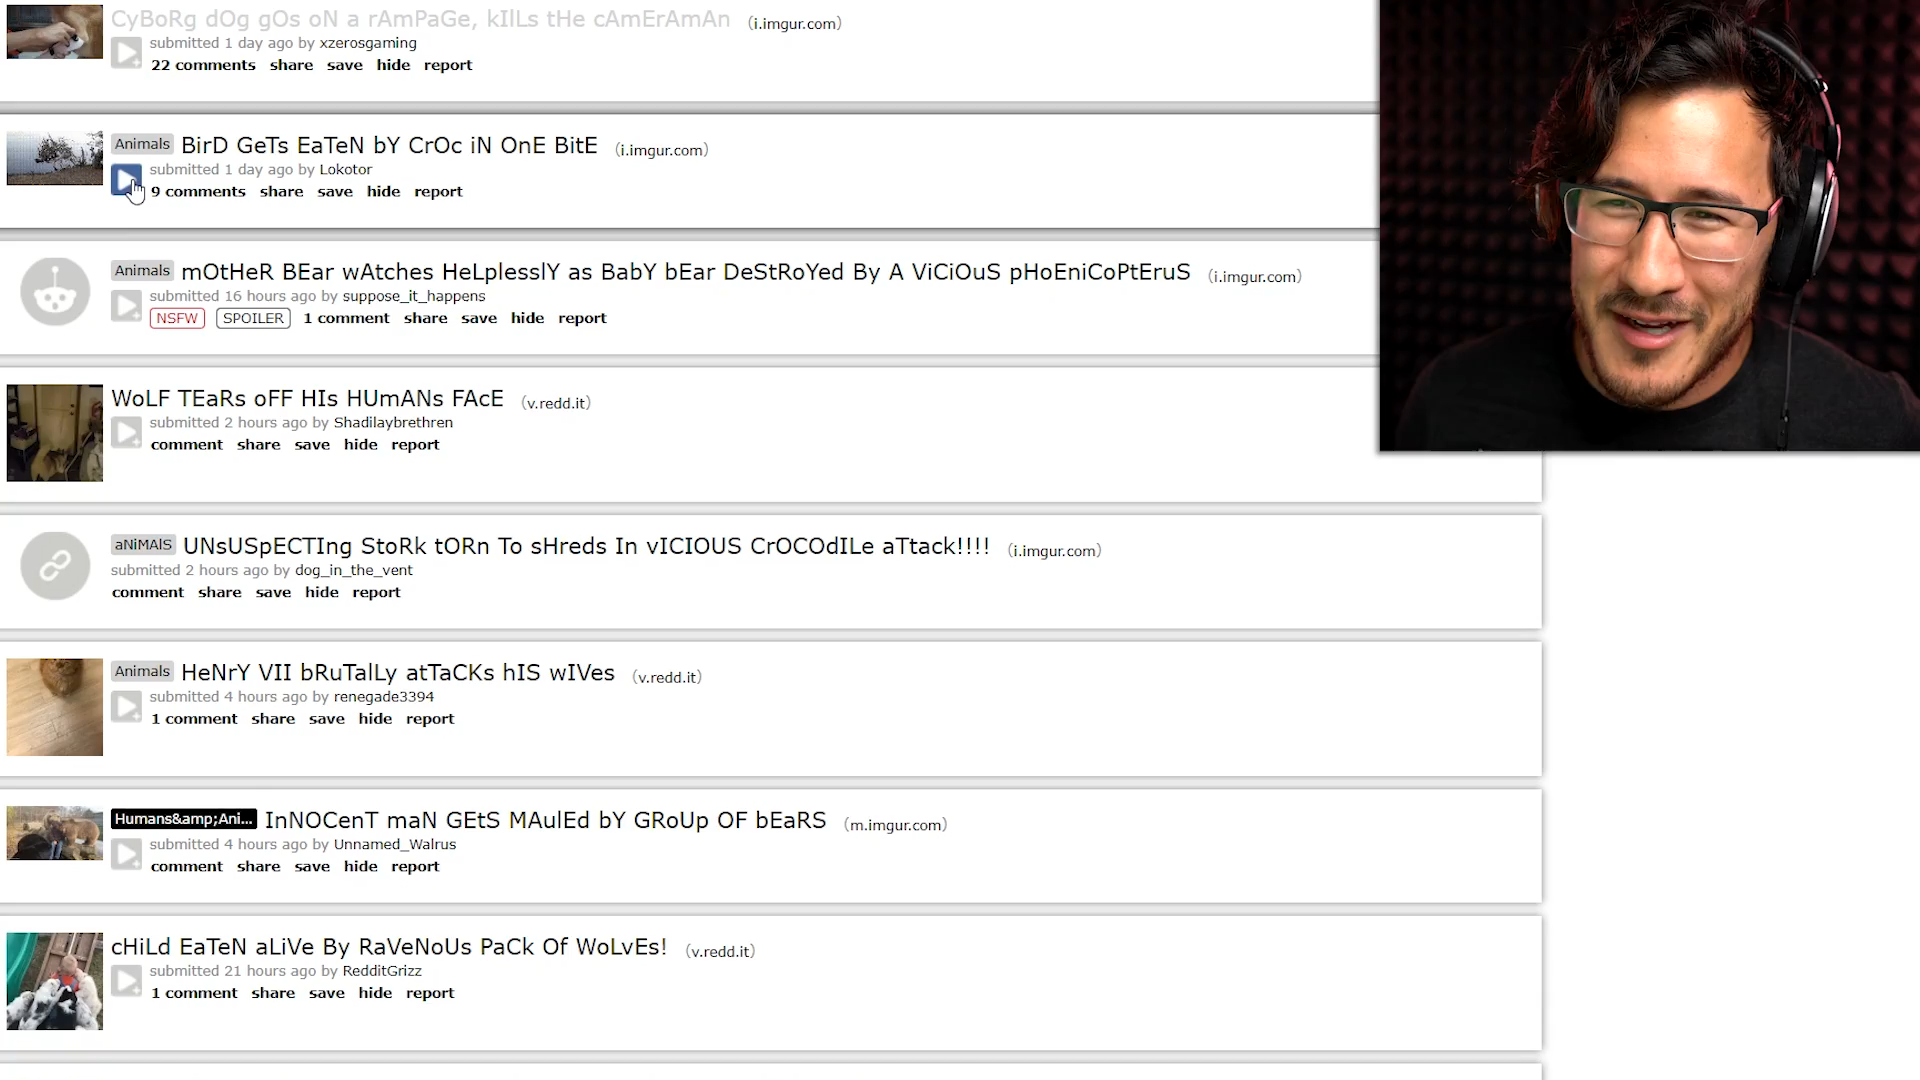 CyBoRg dOg gOs oN a rAmPaGe, kIlLs tHe cAmErAmAn (i.imgur.com)
submitted 1 day ago by xzerosgaming
22 comments share save hide report
Animals BirD GeTs EaTeN bY CrOc iN OnE BitE (i.imgur.com)
submitted 1 day ago by Lokotor
9 comments share save hide report
Animals mOtHeR BEar wAtches HeLplesslY as BabY bEar DeStRoYed By A ViCiOuS pHoEniCoPtEruS (i.imgur.com)
submitted 16 hours ago by suppose_it_happens
NSFW SPOILER 1 comment share save hide report
WoLF TEaRs oFF HIs HUmANs FAcE (v.redd.it)
submitted 2 hours ago by Shadilaybrethren
comment share save hide report
aNiMAlS UNsUSpECTIng StoRk tORn To sHreds In vICIOUS CrOCOdILe aTtack!!!! (i.imgur.com)
submitted 2 hours ago by dog_in_the_vent
comment share save hide report
Animals HeNrY VII bRuTalLy atTaCKs hIS wIVes (v.redd.it)
submitted 4 hours ago by renegade3394
1 comment share save hide report
Humans&amp;Ani... InNOCenT maN GEtS MAulEd bY GRoUp OF bEaRS (m.imgur.com)
submitted 4 hours ago by Unnamed_Walrus
comment share save hide report
cHiLd EaTeN aLiVe By RaVeNoUs PaCk Of WoLvEs! (v.redd.it)
submitted 21 hours ago by RedditGrizz
1 comment share save hide report